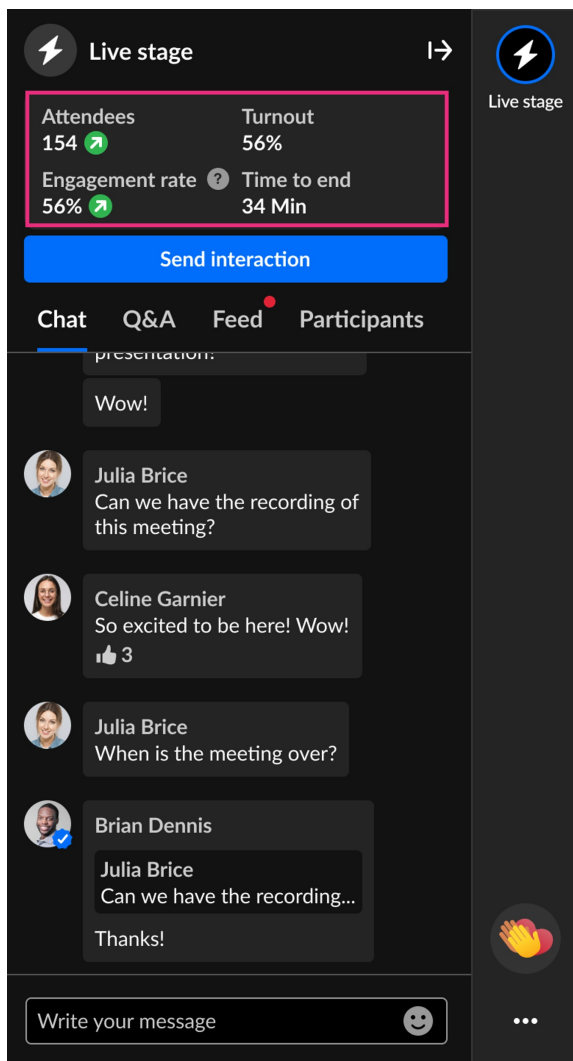 Live stage
Live stage
Attendees
Turnout
154
56%
Engagement rate ?
Time to end
56%
34 Min
Send interaction
Chat
Q&A
Feed
Participants
presentation!
Wow!
Julia Brice
Can we have the recording of
this meeting?
Celine Garnier
So excited to be here! Wow!
3
Julia Brice
When is the meeting over?
Brian Dennis
Julia Brice
Can we have the recording...
Thanks!
Write your message